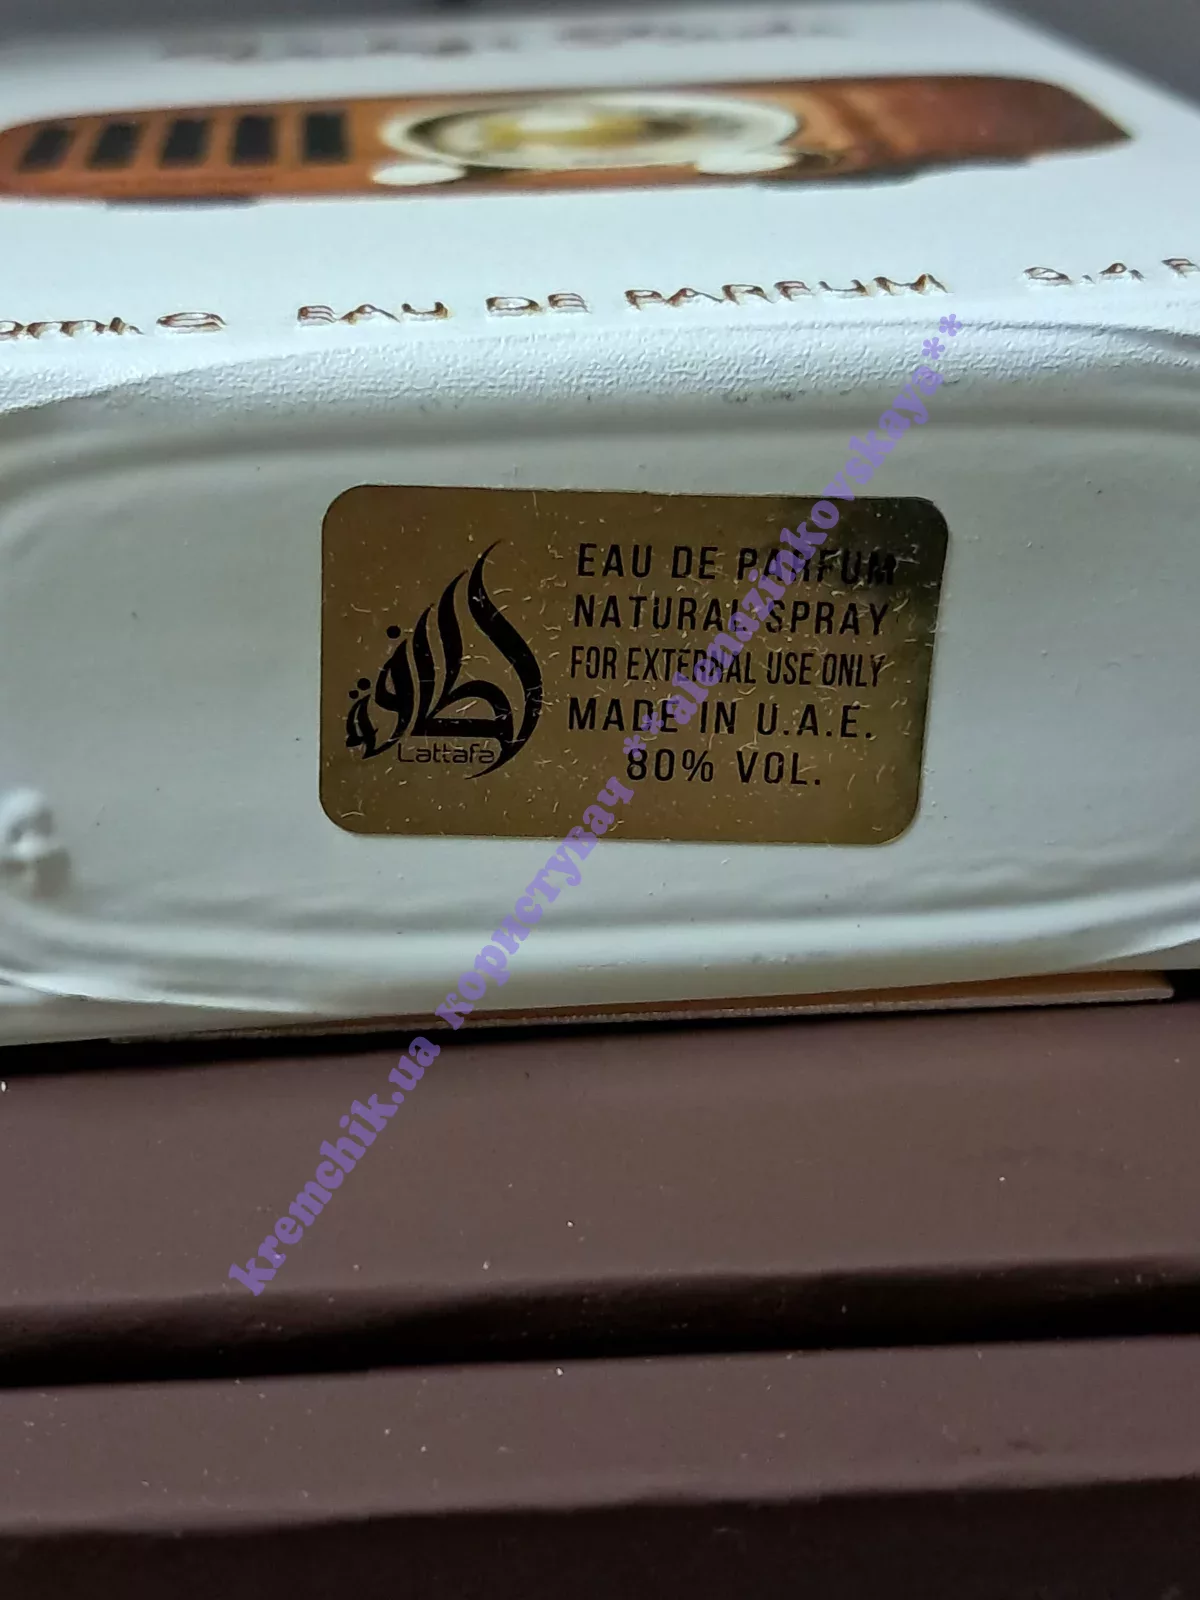 EAU DE PARFUM
لطافة
Lattafa
EAU DE PARFUM
NATURAL SPRAY
FOR EXTERNAL USE ONLY
MADE IN U.A.E.
80% VOL.
kremchik.ua користувач **alenazinkovskaya**